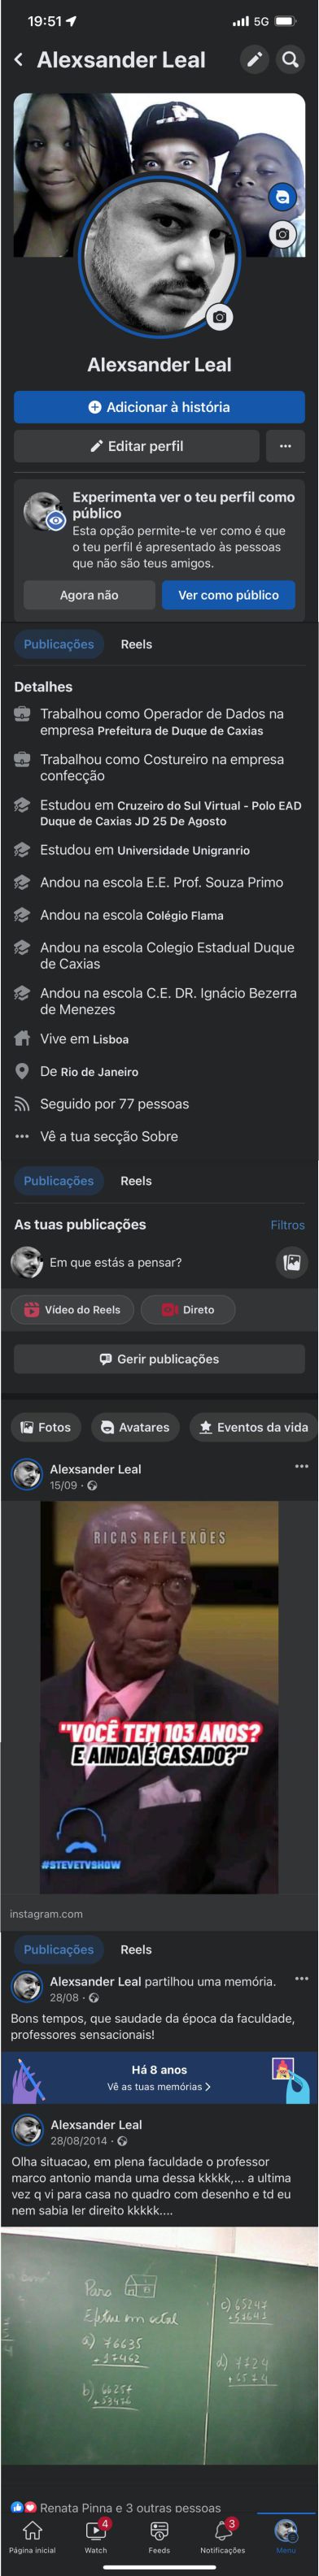 19:51
5G
Alexsander Leal
Alexsander Leal
Adicionar à história
Editar perfil
Experimenta ver o teu perfil como
público
Esta opção permite-te ver como é que
o teu perfil é apresentado às pessoas
que não são teus amigos.
Agora não
Ver como público
Publicações
Reels
Detalhes
Trabalhou como Operador de Dados na
empresa Prefeitura de Duque de Caxias
Trabalhou como Costureiro na empresa
confecção
Estudou em Cruzeiro do Sul Virtual - Polo EAD
Duque de Caxias JD 25 De Agosto
Estudou em Universidade Unigranrio
Andou na escola E.E. Prof. Souza Primo
Andou na escola Colégio Flama
Andou na escola Colegio Estadual Duque
de Caxias
Andou na escola C.E. DR. Ignácio Bezerra
de Menezes
Vive em Lisboa
De Rio de Janeiro
Seguido por 77 pessoas
Vê a tua secção Sobre
Publicações
Reels
As tuas publicações
Filtros
Em que estás a pensar?
Vídeo do Reels
Direto
Gerir publicações
Fotos
Avatares
Eventos da vida
Alexsander Leal
15/09
RICAS REFLEXÕES
"VOCÊ TEM 103 ANOS?
E AINDA É CASADO?"
#STEVETVSHOW
instagram.com
Publicações
Reels
Alexsander Leal partilhou uma memória.
28/08
Bons tempos, que saudade da época da faculdade,
professores sensacionais!
Há 8 anos
Vê as tuas memórias
Alexsander Leal
28/08/2014
Olha situacao, em plena faculdade o professor
marco antonio manda uma dessa kkkkk,... a ultima
vez q vi para casa no quadro com desenho e td eu
nem sabia ler direito kkkkk....
Para
Efetue em octal
a) 76635
+ 17462
b) 66257
+ 53476
c) 65247
+ 57641
d) 7124
+ 6574
Renata Pinna e 3 outras pessoas
4
3
Página inicial
Watch
Feeds
Notificações
Menu